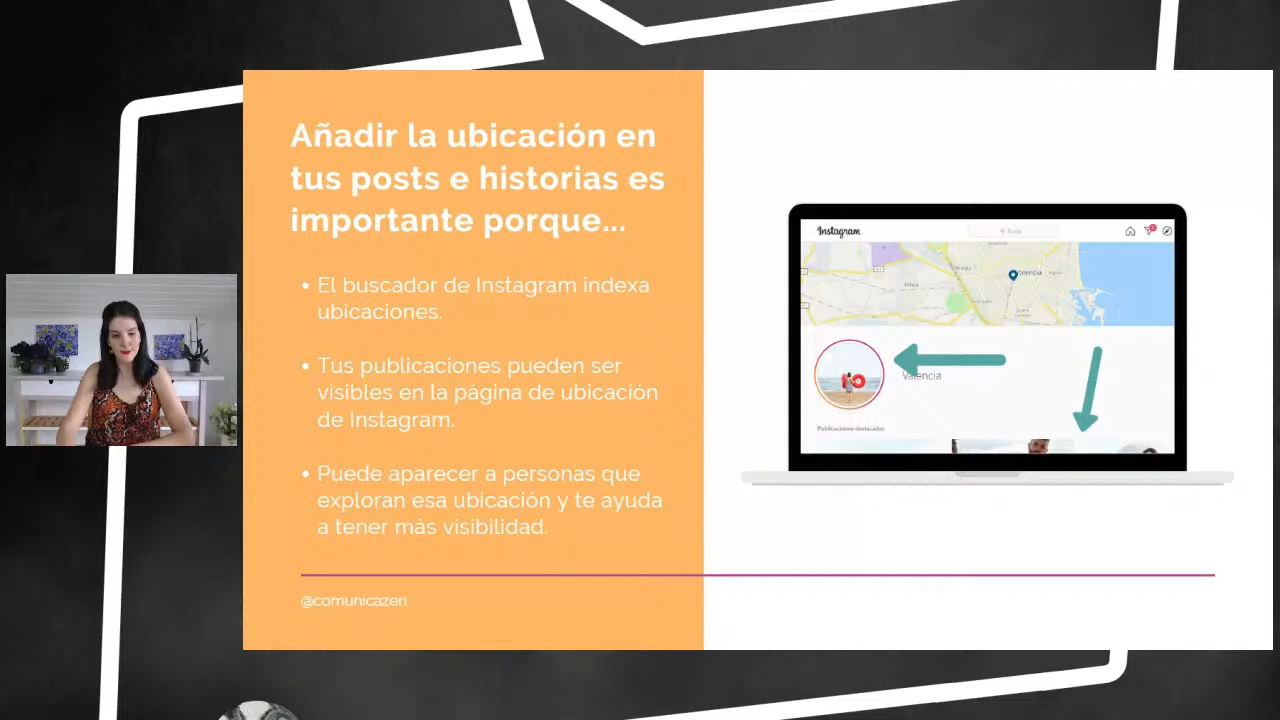 Añadir la ubicación en
tus posts e historias es
importante porque...
• El buscador de Instagram indexa
ubicaciones.
• Tus publicaciones pueden ser
visibles en la página de ubicación
de Instagram.
• Puede aparecer a personas que
exploran esa ubicación y te ayuda
a tener más visibilidad.
@comunicazen
Instagram
Busca
Valencia
Valencia
Publicaciones destacadas